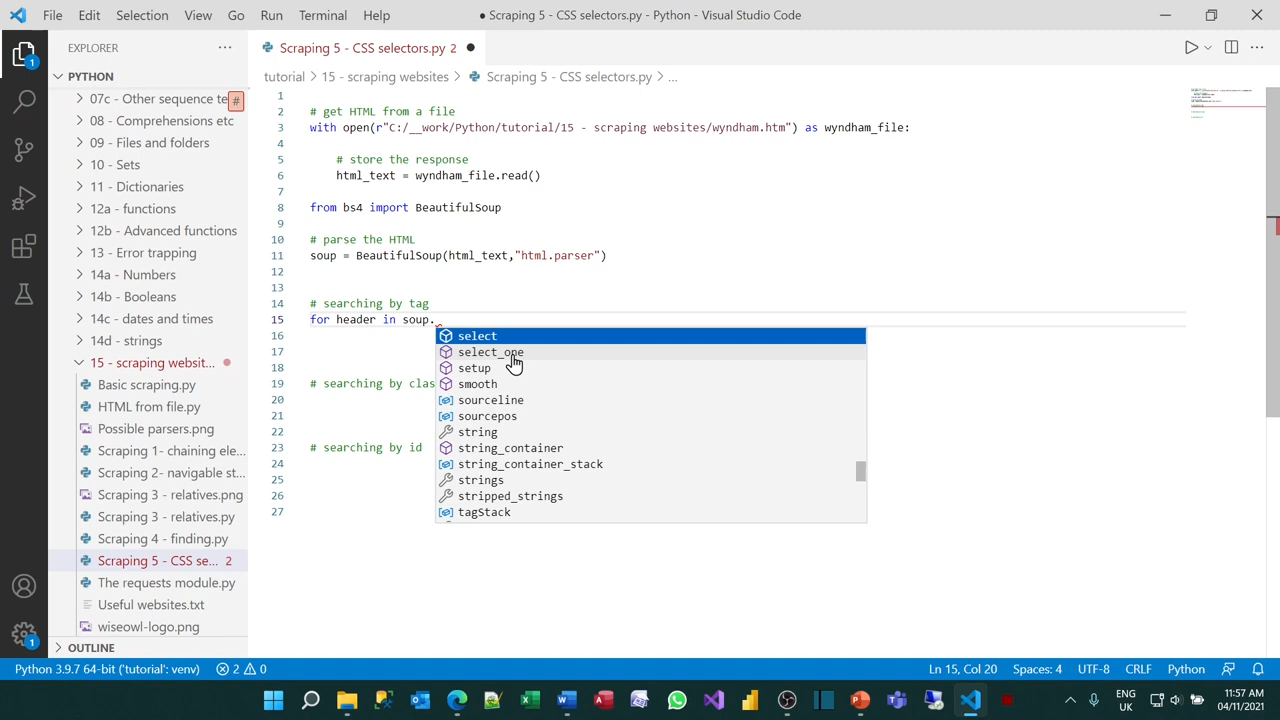 File Edit Selection View Go Run Terminal Help
● Scraping 5 - CSS selectors.py - Python - Visual Studio Code
EXPLORER
PYTHON
07c - Other sequence te #
08 - Comprehensions etc
09 - Files and folders
10 - Sets
11 - Dictionaries
12a - functions
12b - Advanced functions
13 - Error trapping
14a - Numbers
14b - Booleans
14c - dates and times
14d - strings
15 - scraping websit...
Basic scraping.py
HTML from file.py
Possible parsers.png
Scraping 1- chaining ele...
Scraping 2- navigable st...
Scraping 3 - relatives.png
Scraping 3 - relatives.py
Scraping 4 - finding.py
Scraping 5 - CSS se... 2
The requests module.py
Useful websites.txt
wiseowl-logo.png
OUTLINE
1
1
Scraping 5 - CSS selectors.py 2 ●
tutorial > 15 - scraping websites > Scraping 5 - CSS selectors.py > ...
1
2 # get HTML from a file
3 with open(r"C:/__work/Python/tutorial/15 - scraping websites/wyndham.htm") as wyndham_file:
4
5 # store the response
6 html_text = wyndham_file.read()
7
8 from bs4 import BeautifulSoup
9
10 # parse the HTML
11 soup = BeautifulSoup(html_text,"html.parser")
12
13
14 # searching by tag
15 for header in soup.
16
17
18
19 # searching by clas
20
21
22
23 # searching by id
24
25
26
27
select
select_one
setup
smooth
sourceline
sourcepos
string
string_container
string_container_stack
strings
stripped_strings
tagStack
Python 3.9.7 64-bit ('tutorial': venv) 2 0 Ln 15, Col 20 Spaces: 4 UTF-8 CRLF Python
ENG
UK
11:57 AM
04/11/2021